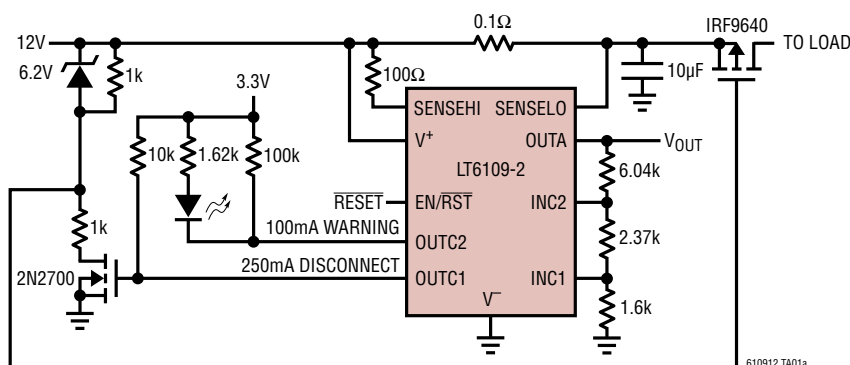 0.1Ω
IRF9640
12V
TO LOAD
6.2V
1k
100Ω
10µF
3.3V
SENSEHI SENSELO
V+
OUTA
VOUT
10k
1.62k
100k
LT6109-2
6.04k
RESET
EN/RST
INC2
1k
100mA WARNING
OUTC2
2.37k
250mA DISCONNECT
OUTC1
INC1
2N2700
V–
1.6k
610912 TA01a